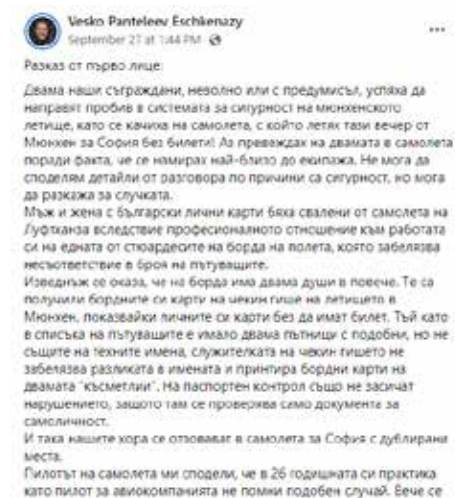 Vesko Panteleev Eschkenazy
September 27 at 1:44 PM
Разказ от първо лице:
Двама наши съграждани, неволно или с предумисъл, успяха да
направят пробив в системата за сигурност на мюнхенското
летище, като се качиха на самолета, с който летях тази вечер от
Мюнхен за София без билети! Аз превеждах на двамата в самолета
поради факта, че се намирах най-близо до екипажа. Не мога да
споделям детайли от разговора по причини са сигурност, но мога
да разкажа за случката.
Мъж и жена с български лични карти бяха свалени от самолета на
Луфтханза вследствие професионалното отношение към работата
си на едната от стюардесите на борда на полета, която забелязва
несъответствие в броя на пътуващите.
Изведнъж се оказа, че на борда има двама души в повече. Те са
получили бордните си карти на чекин гише на летището в
Мюнхен, показвайки личните си карти без да имат билет. Тъй като
в списъка на пътуващите е имало двама пътници с подобни, но не
същите на техните имена, служителката на чекин гишето не
забелязва разликата в имената и принтира бордни карти на
двамата "късметлии". На паспортен контрол също не засичат
нарушението, защото там се проверява само документа за
самоличност.
И така нашите хора се отзовават в самолета за София с дублирани
места.
Пилотът на самолета ми сподели, че в 26 годишната си практика
като пилот за авиокомпанията не помни подобен случай. Вече се